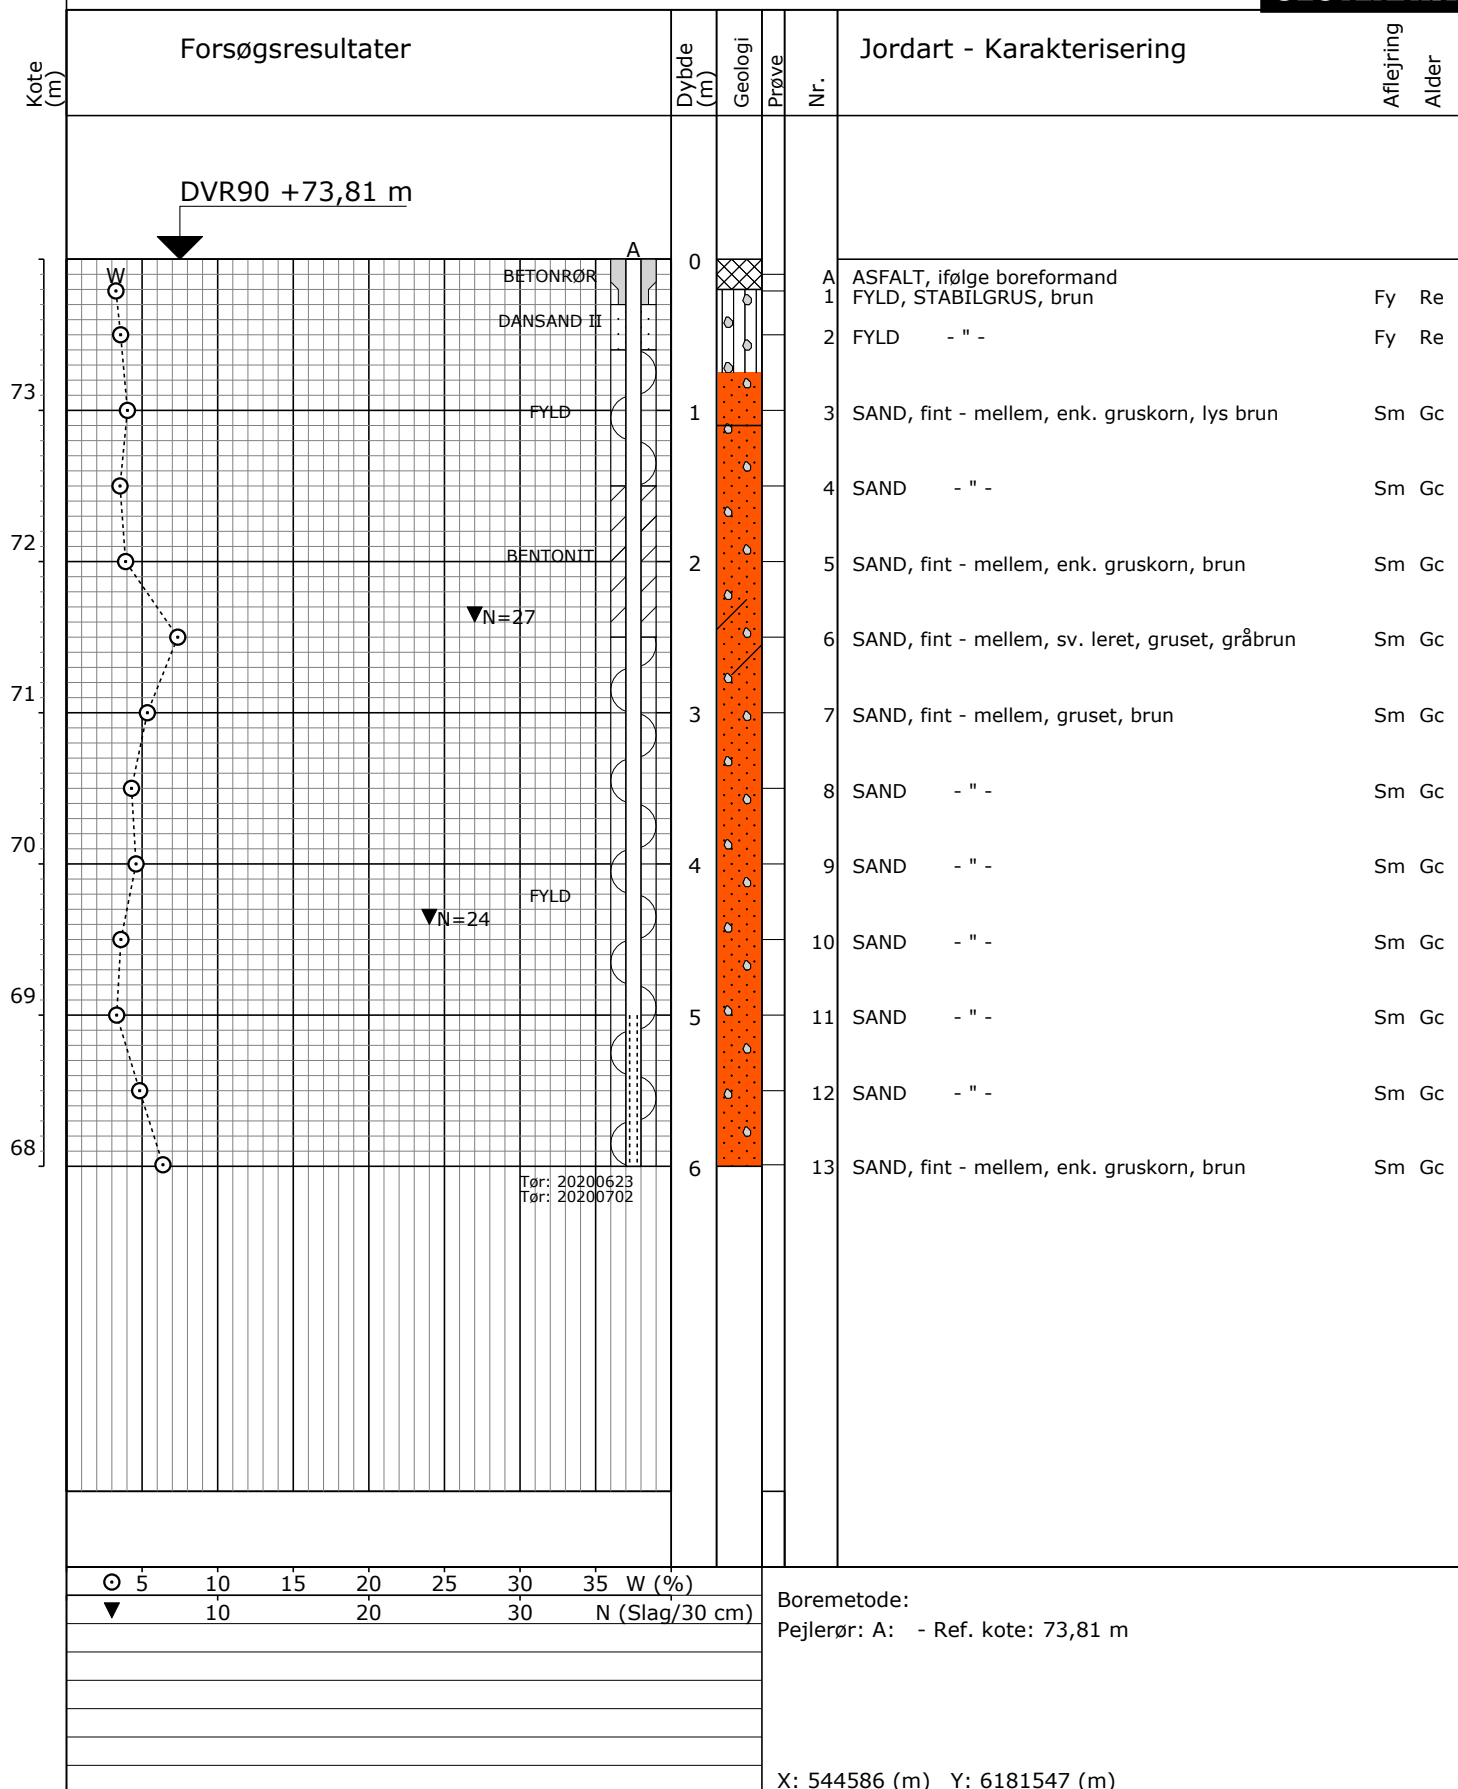 Kote (m)
Forsøgsresultater
Dybde (m)
Geologi
Prøve
Nr.
Jordart - Karakterisering
Aflejring
Alder
DVR90 +73,81 m
A
W
BETONRØR
0
A ASFALT, ifølge boreformand
1 FYLD, STABILGRUS, brun Fy Re
DANSAND II
2 FYLD - " - Fy Re
73
FYLD
1
3 SAND, fint - mellem, enk. gruskorn, lys brun Sm Gc
4 SAND - " - Sm Gc
72
BENTONIT
2
5 SAND, fint - mellem, enk. gruskorn, brun Sm Gc
N=27
6 SAND, fint - mellem, sv. leret, gruset, gråbrun Sm Gc
71
3
7 SAND, fint - mellem, gruset, brun Sm Gc
8 SAND - " - Sm Gc
70
4
9 SAND - " - Sm Gc
FYLD
N=24
10 SAND - " - Sm Gc
69
5
11 SAND - " - Sm Gc
12 SAND - " - Sm Gc
68
6
13 SAND, fint - mellem, enk. gruskorn, brun Sm Gc
Tør: 20200623
Tør: 20200702
5 10 15 20 25 30 35 W (%)
10 20 30 N (Slag/30 cm)
Boremetode:
Pejlerør: A: - Ref. kote: 73,81 m
X: 544586 (m) Y: 6181547 (m)